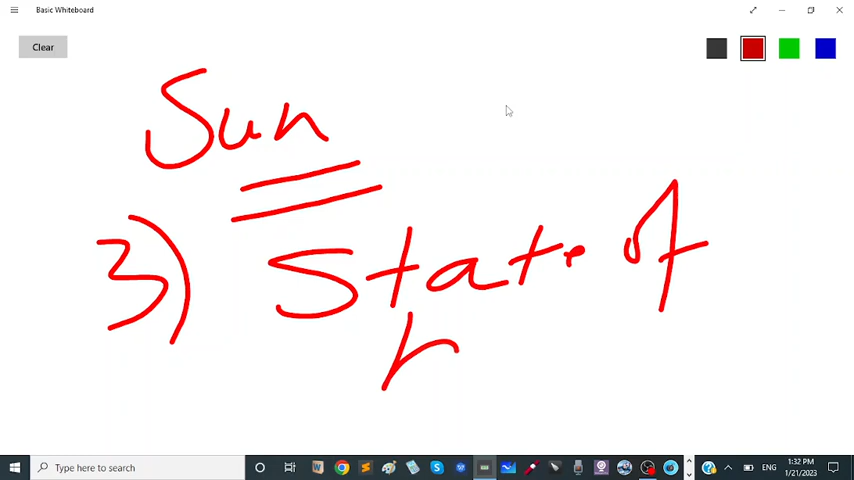 Basic Whiteboard
Clear
Sun
3) State of
r
Type here to search
ENG
1:32 PM
1/21/2023